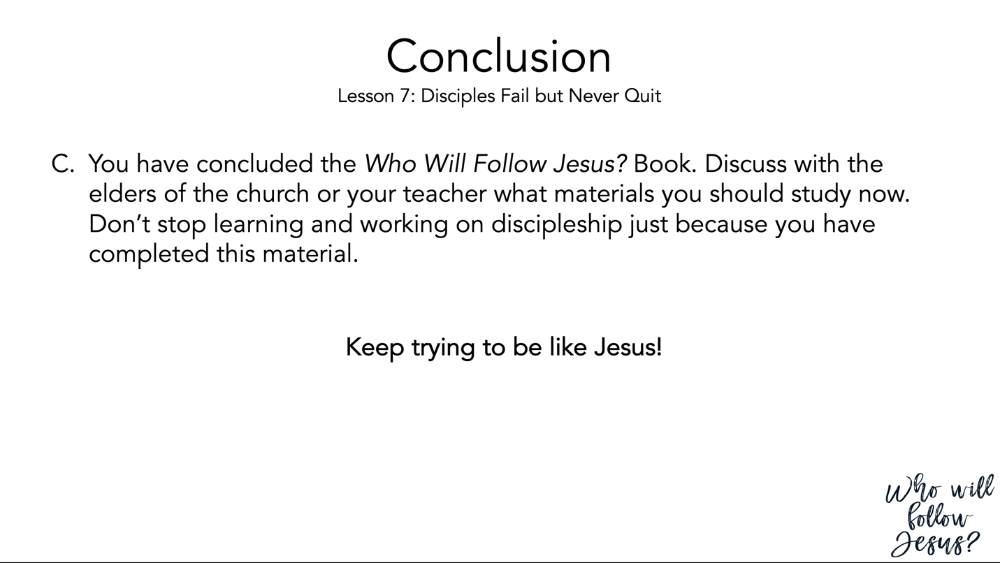 Conclusion
Lesson 7: Disciples Fail but Never Quit
C. You have concluded the Who Will Follow Jesus? Book. Discuss with the
elders of the church or your teacher what materials you should study now.
Don’t stop learning and working on discipleship just because you have
completed this material.
Keep trying to be like Jesus!
Who will
follow
Jesus?